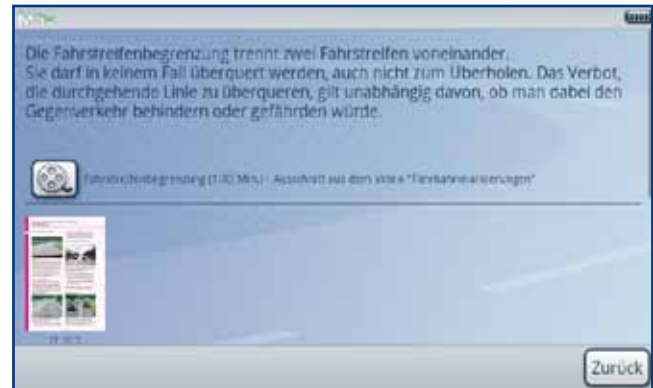 Die Fahrstreifenbegrenzung trennt zwei Fahrstreifen voneinander.
Sie darf in keinem Fall überquert werden, auch nicht zum Überholen. Das Verbot,
die durchgehende Linie zu überqueren, gilt unabhängig davon, ob man dabei den
Gegenverkehr behindern oder gefährden würde.
Fahrstreifenbegrenzung Min.) - Ausschnitt aus dem Video "Fahrbahnmarkierungen"
Zurück